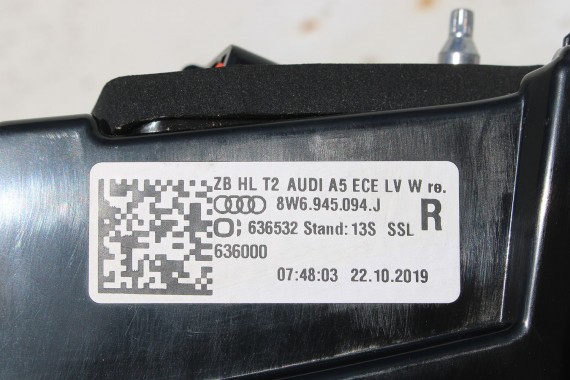 ZB HL T2 AUDI A5 ECE LV W re.
8W6.945.094.J R
636532 Stand: 13S SSL
636000
07:48:03 22.10.2019